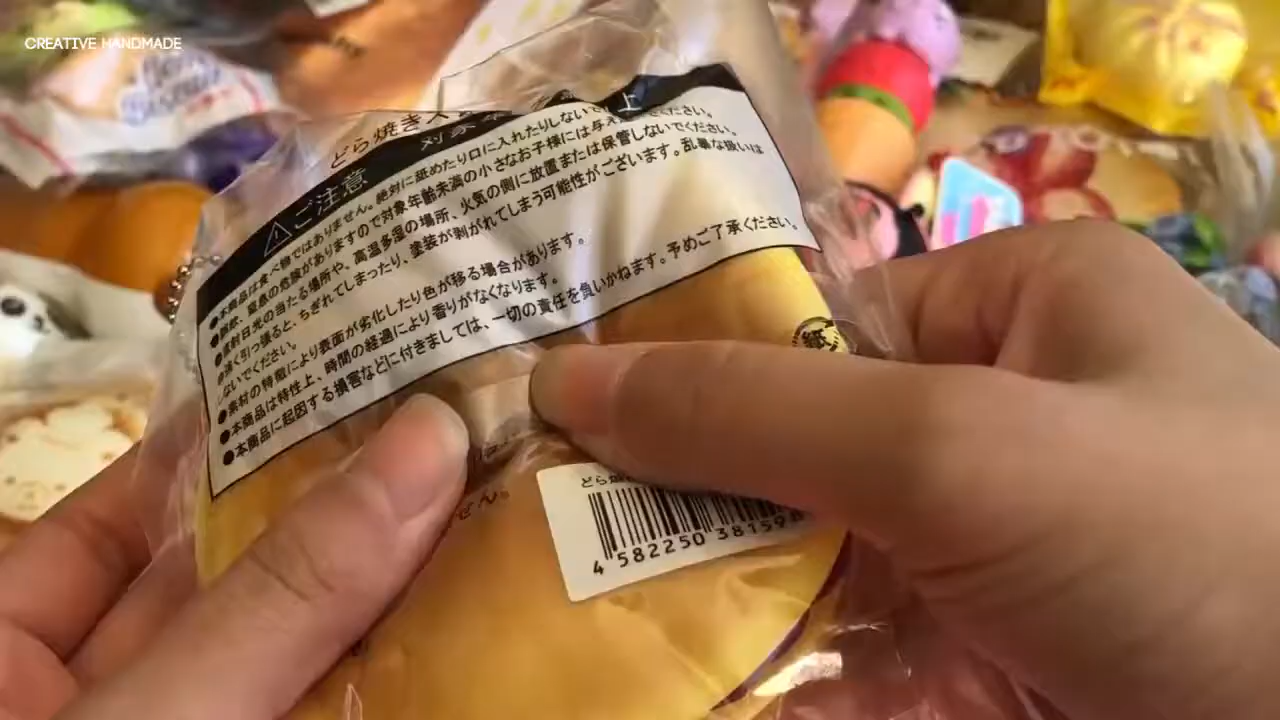 CREATIVE HANDMADE
どら焼き
⚠ご注意
対象
上
●本商品は食べ物ではありません。絶対に舐めたり口に入れたりしないで ください。
●誤飲、窒息の危険がありますので対象年齢未満の小さなお子様には与え ください。
●直射日光の当たる場所や、高温多湿の場所、火気の側に放置または保管しないでください。
●強く引っ張ると、ちぎれてしまったり、塗装が剥がれてしまう可能性がございます。乱暴な扱いは
しないでください。
●素材の特徴により表面が劣化したり色が移る場合があります。
●本商品は特性上、時間の経過により香りがなくなります。
●本商品に起因する損害などに付きましては、一切の責任を負いかねます。予めご了承ください。
紙
せん。
どら焼
4 582250 38159